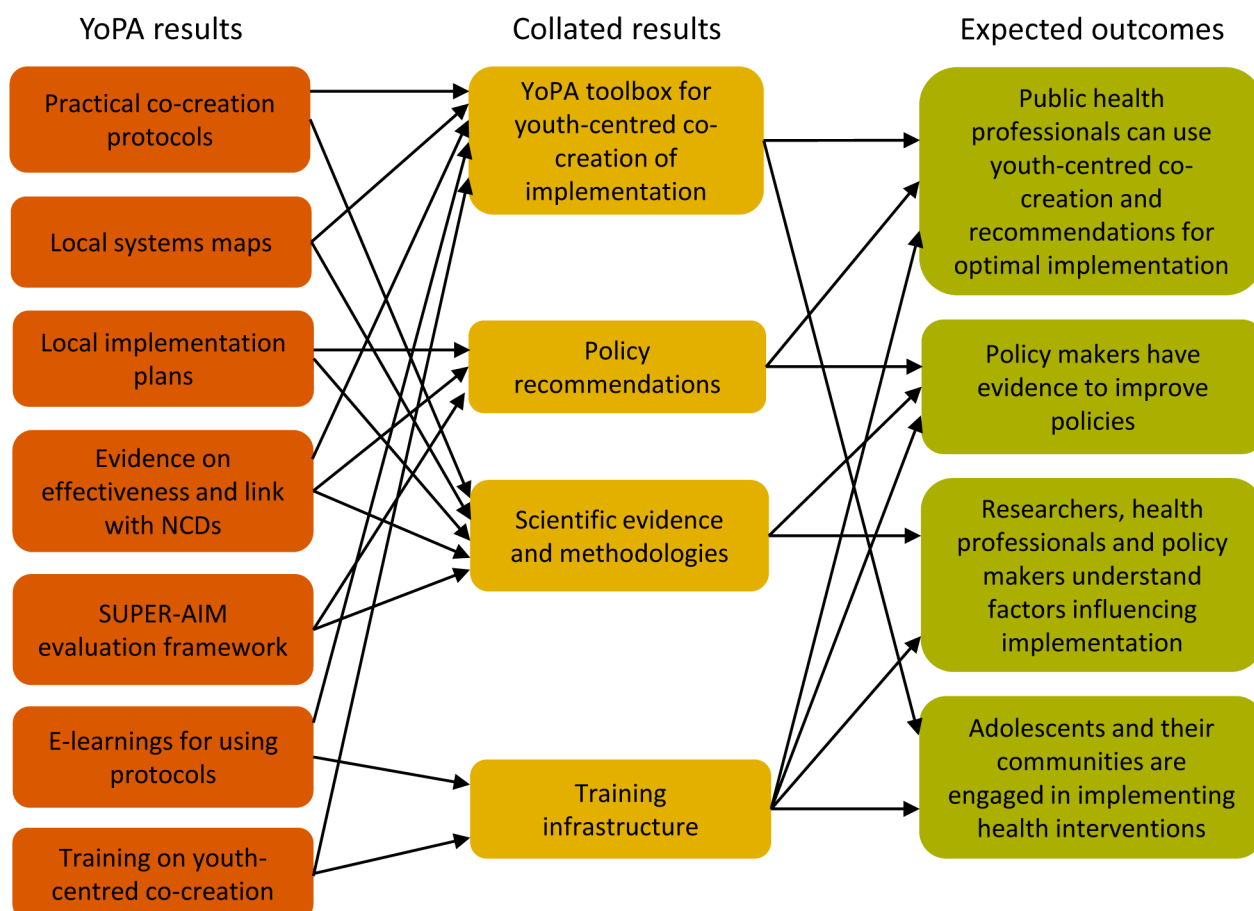 YoPA results
Practical co-creation
protocols
Local systems maps
Local implementation
plans
Evidence on
effectiveness and link
with NCDs
SUPER-AIM
evaluation framework
E-learnings for using
protocols
Training on youth-
centred co-creation
Collated results
YoPA toolbox for
youth-centred co-
creation of
implementation
Policy
recommendations
Scientific evidence
and methodologies
Training
infrastructure
Expected outcomes
Public health
professionals can use
youth-centred co-
creation and
recommendations for
optimal implementation
Policy makers have
evidence to improve
policies
Researchers, health
professionals and policy
makers understand
factors influencing
implementation
Adolescents and their
communities are
engaged in implementing
health interventions